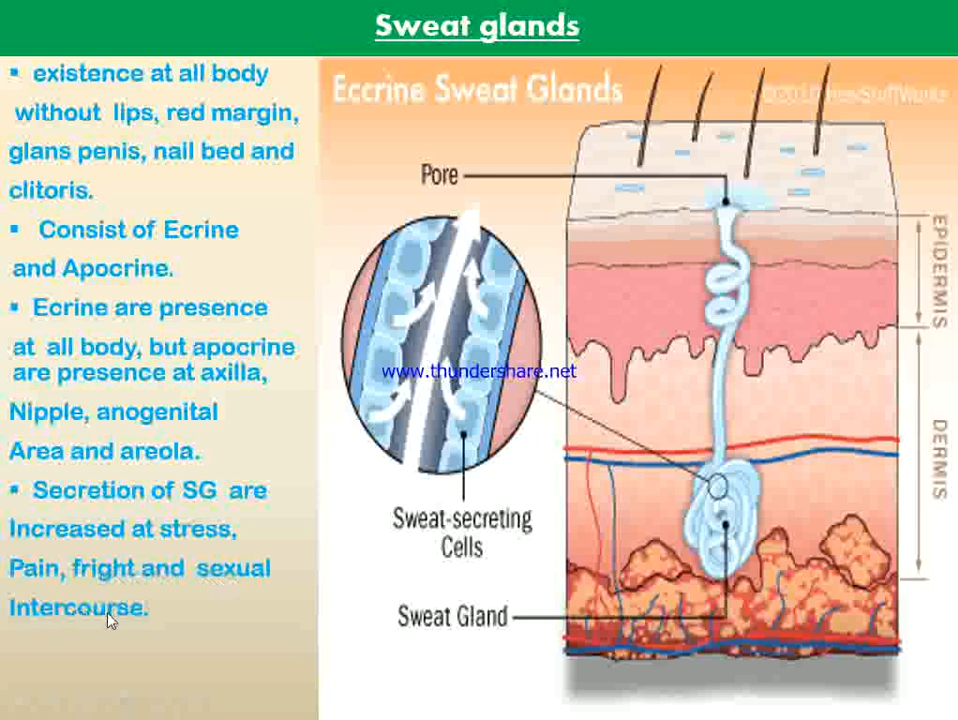 Sweat glands
▪ existence at all body
without lips, red margin,
glans penis, nail bed and
clitoris.
▪ Consist of Ecrine
and Apocrine.
▪ Ecrine are presence
at all body, but apocrine
are presence at axilla,
Nipple, anogenital
Area and areola.
▪ Secretion of SG are
Increased at stress,
Pain, fright and sexual
Intercourse.
Eccrine Sweat Glands
Pore
www.thundershare.net
Sweat-secreting
Cells
Sweat Gland
EPIDERMIS
DERMIS